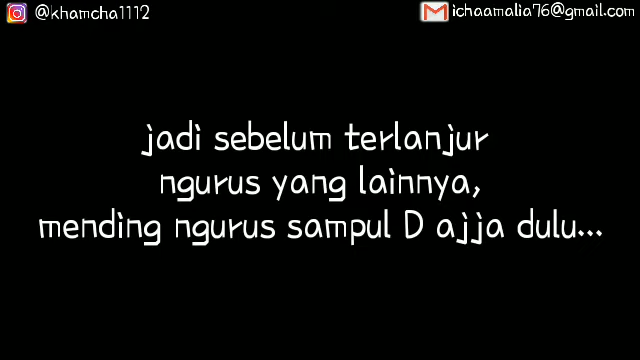 @khamcha1112
ichaamalia76@gmail.com
jadi sebelum terlanjur
ngurus yang lainnya,
mending ngurus sampul D ajja dulu...